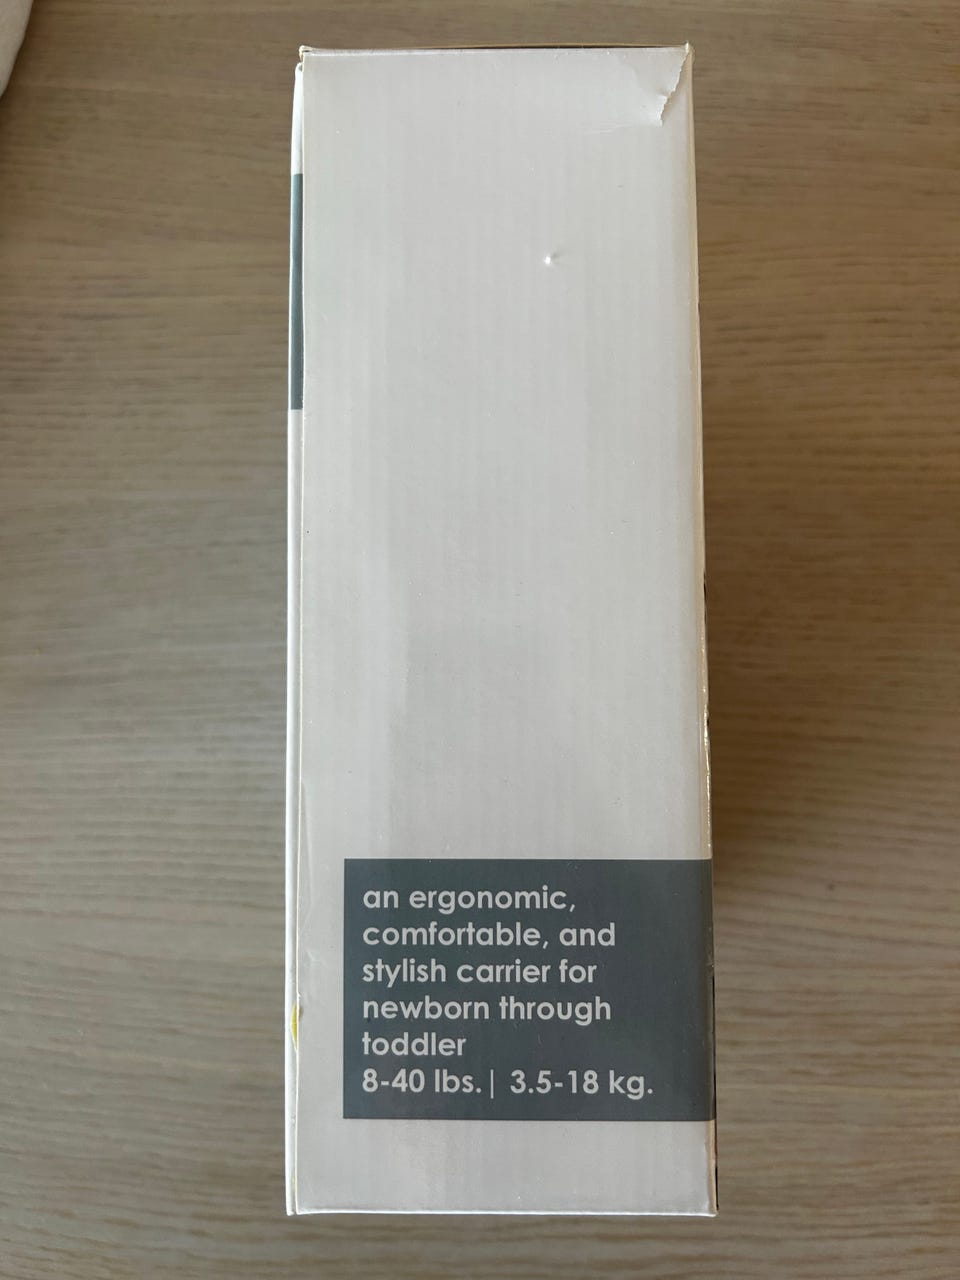 an ergonomic,
comfortable, and
stylish carrier for
newborn through
toddler
8-40 lbs.| 3.5-18 kg.